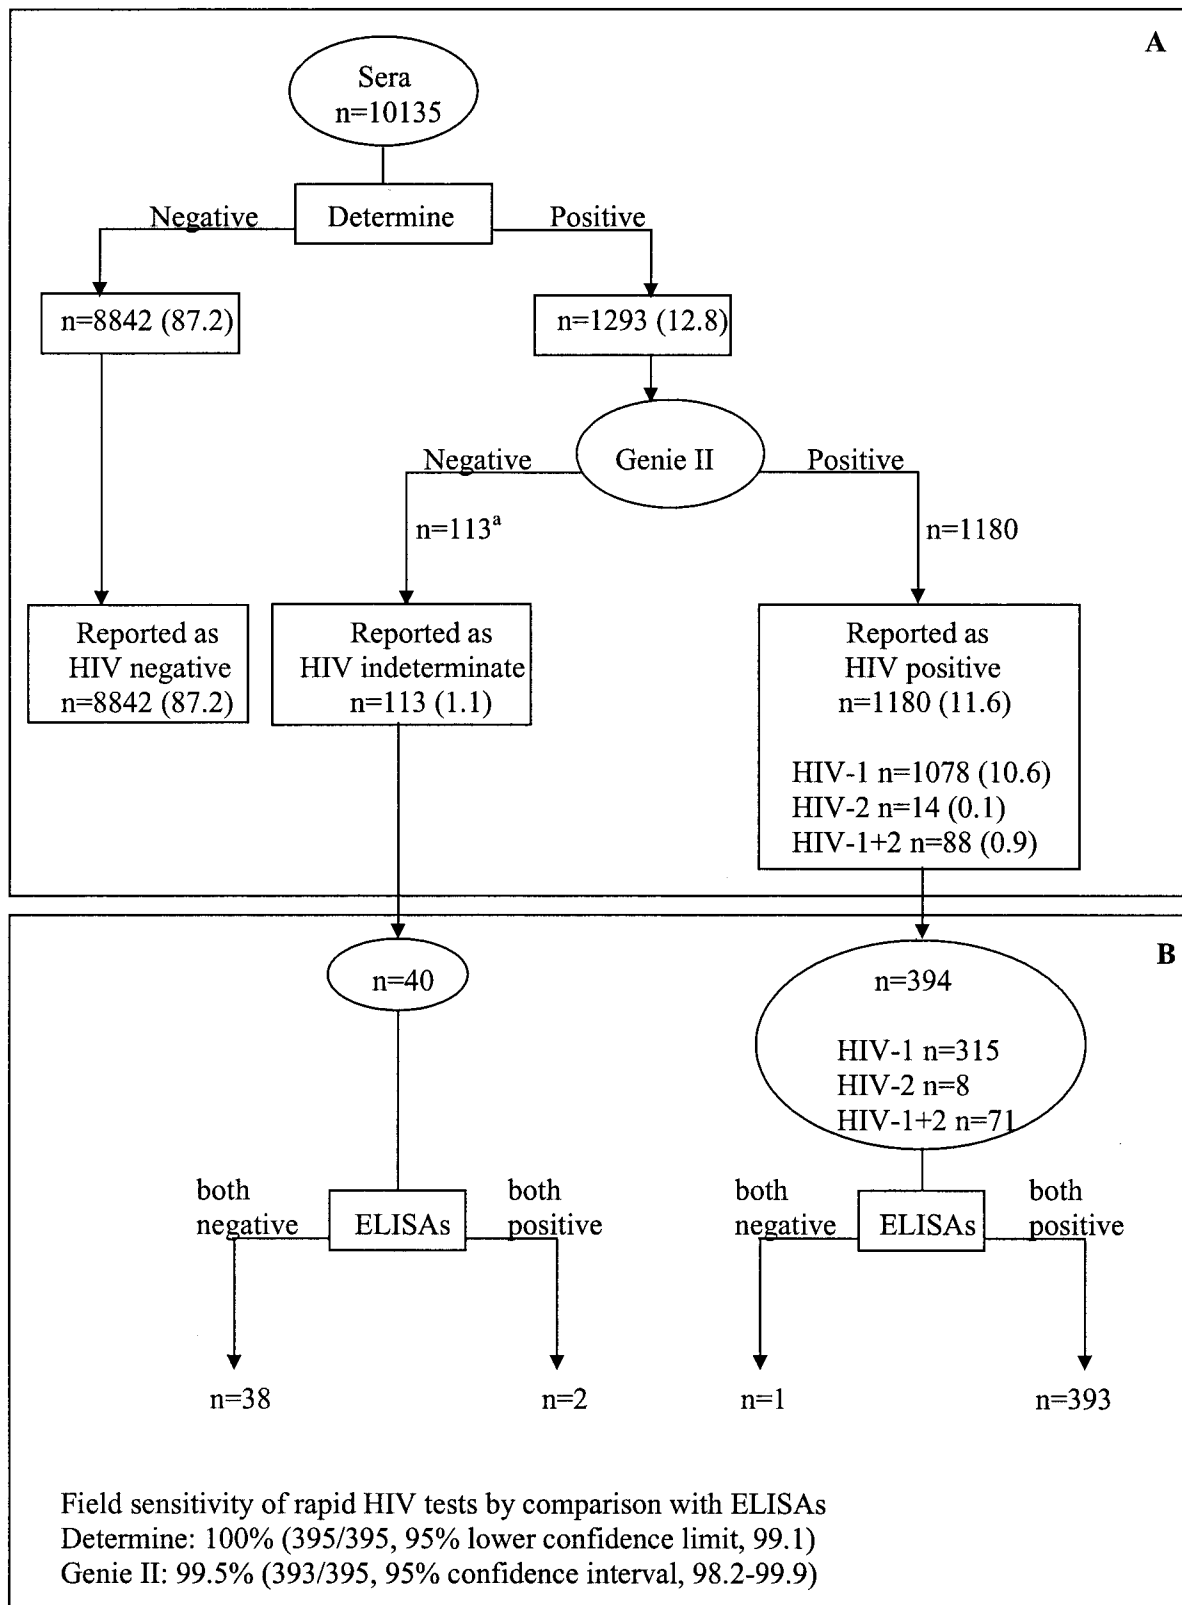 A
Sera
n=10135
Negative
Determine
Positive
n=8842 (87.2)
n=1293 (12.8)
Negative
Genie II
Positive
n=113ᵃ
n=1180
Reported as
HIV negative
n=8842 (87.2)
Reported as
HIV indeterminate
n=113 (1.1)
Reported as
HIV positive
n=1180 (11.6)
HIV-1 n=1078 (10.6)
HIV-2 n=14 (0.1)
HIV-1+2 n=88 (0.9)
B
n=40
n=394
HIV-1 n=315
HIV-2 n=8
HIV-1+2 n=71
both
negative
ELISAs
both
positive
both
negative
ELISAs
both
positive
n=38
n=2
n=1
n=393
Field sensitivity of rapid HIV tests by comparison with ELISAs
Determine: 100% (395/395, 95% lower confidence limit, 99.1)
Genie II: 99.5% (393/395, 95% confidence interval, 98.2-99.9)